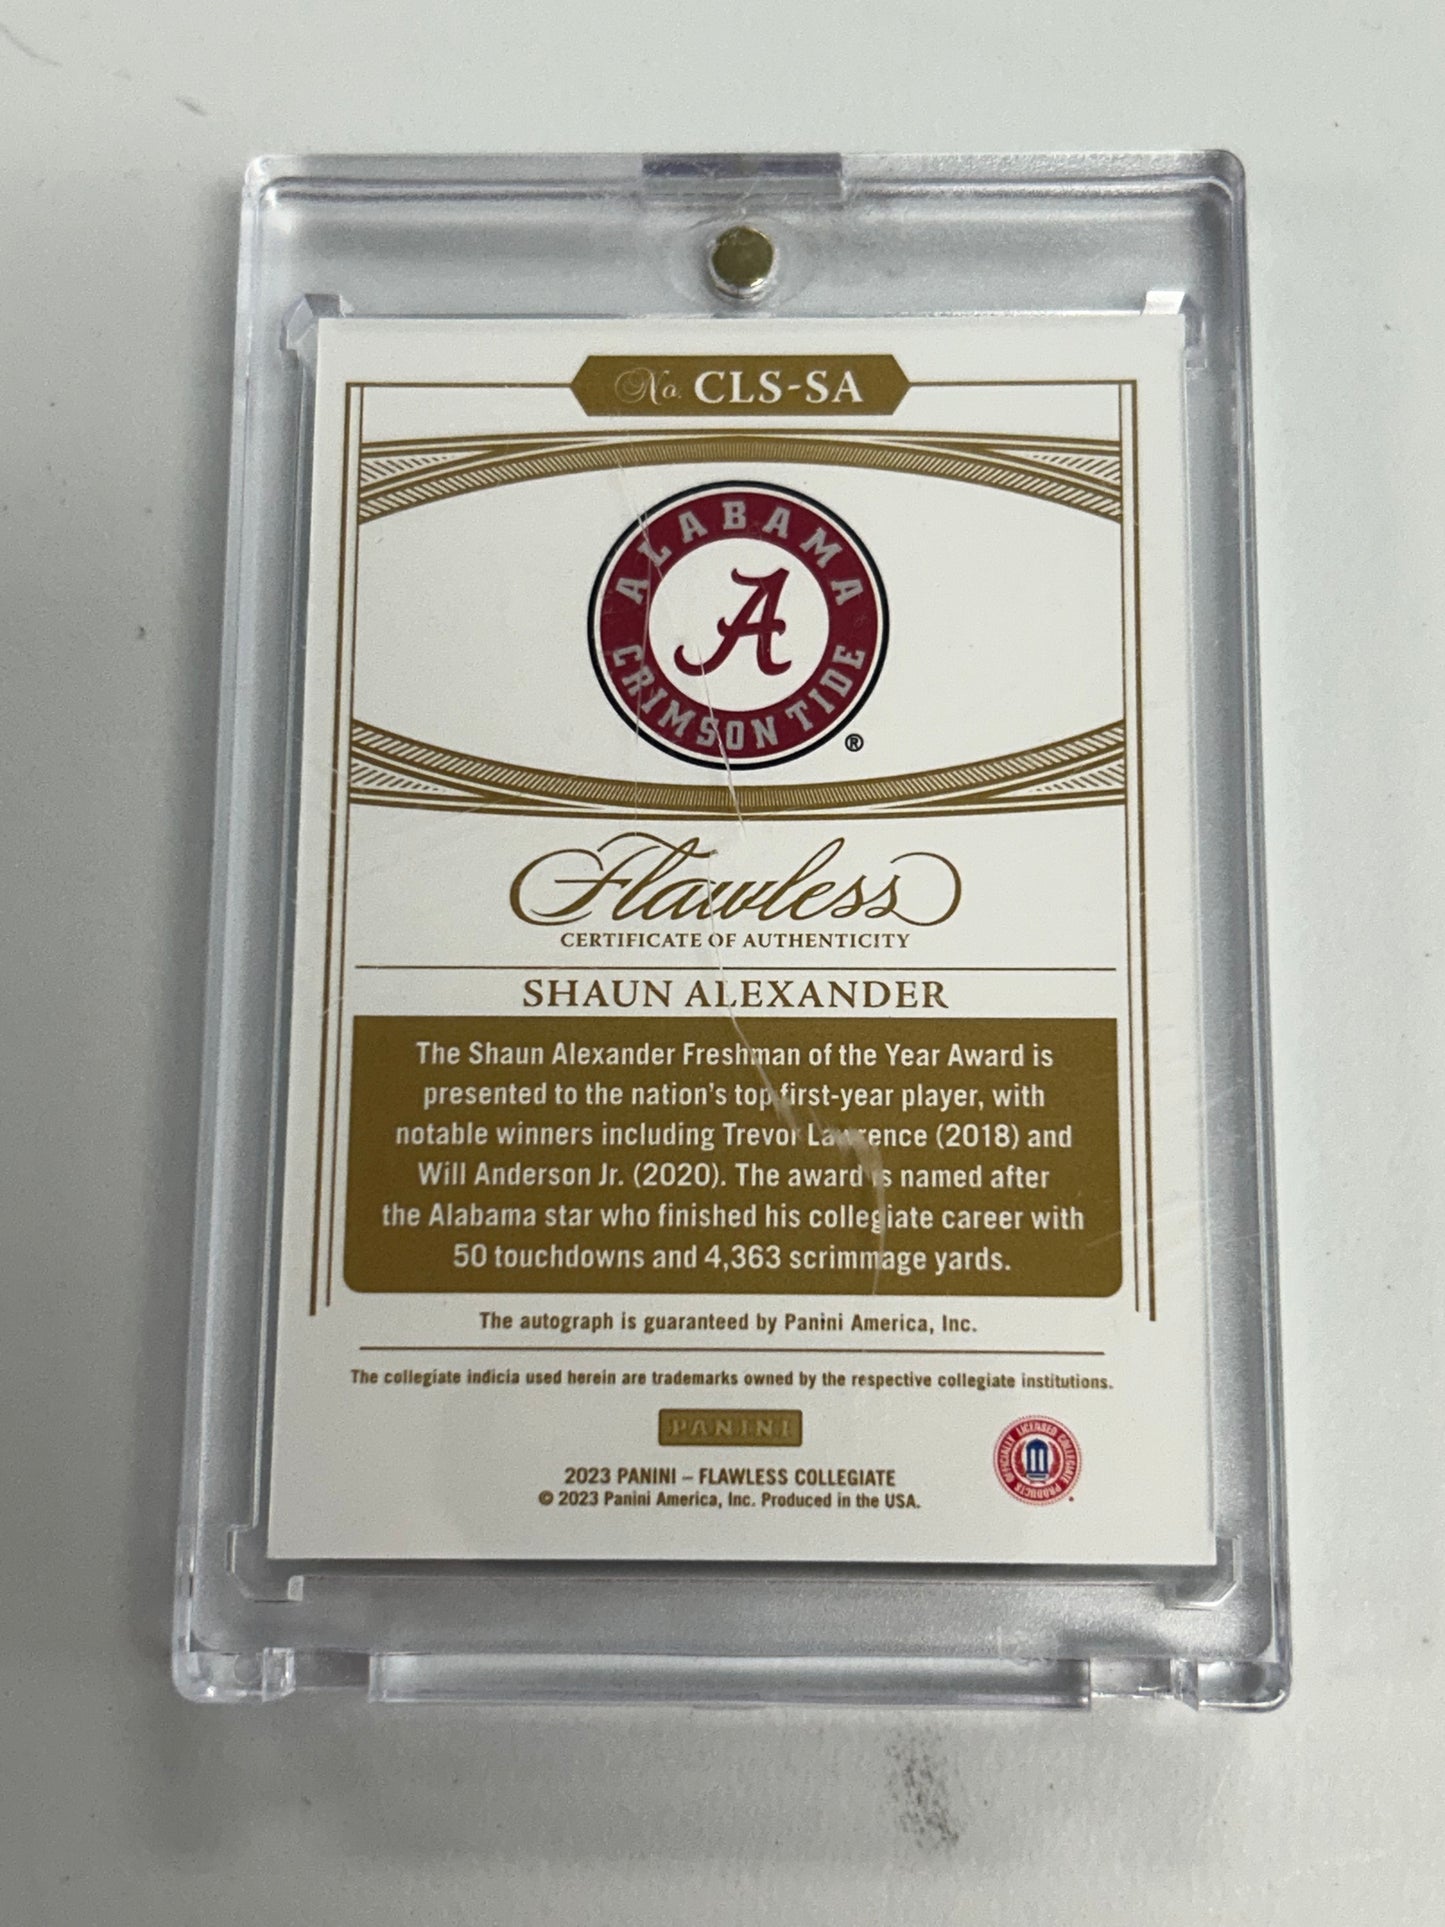 No. CLS-SA
ALABAMA
A
CRIMSON TIDE
®
Flawless
CERTIFICATE OF AUTHENTICITY
SHAUN ALEXANDER
The Shaun Alexander Freshman of the Year Award is
presented to the nation's top first-year player, with
notable winners including Trevor Lawrence (2018) and
Will Anderson Jr. (2020). The award is named after
the Alabama star who finished his collegiate career with
50 touchdowns and 4,363 scrimmage yards.
The autograph is guaranteed by Panini America, Inc.
The collegiate indicia used herein are trademarks owned by the respective collegiate institutions.
PANINI
OFFICIALLY LICENSED COLLEGIATE PRODUCTS
2023 PANINI – FLAWLESS COLLEGIATE
© 2023 Panini America, Inc. Produced in the USA.